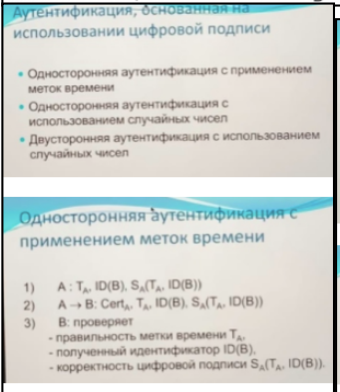 Аутентификация, основанная на
использовании цифровой подписи
• Односторонняя аутентификация с применением
меток времени
• Односторонняя аутентификация с
использованием случайных чисел
• Двусторонняя аутентификация с использованием
случайных чисел
Односторонняя аутентификация с
применением меток времени
1) A : T_A, ID(B), S_A(T_A, ID(B))
2) A → B: Cert_A, T_A, ID(B), S_A(T_A, ID(B))
3) B: проверяет
- правильность метки времени T_A,
- полученный идентификатор ID(B),
- корректность цифровой подписи S_A(T_A, ID(B)).